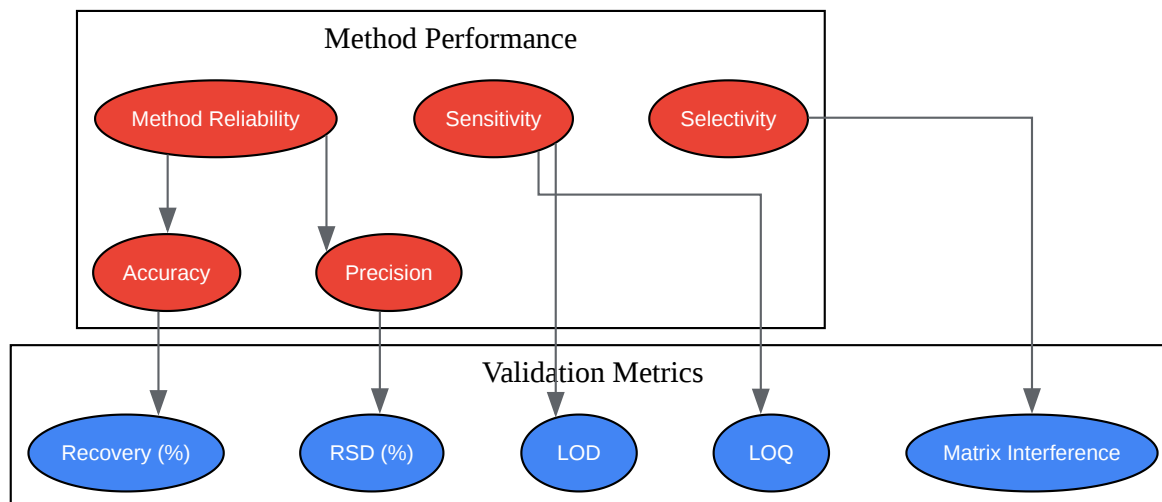 Method Performance
Method Reliability
Sensitivity
Selectivity
Accuracy
Precision
Validation Metrics
Recovery (%)
RSD (%)
LOD
LOQ
Matrix Interference